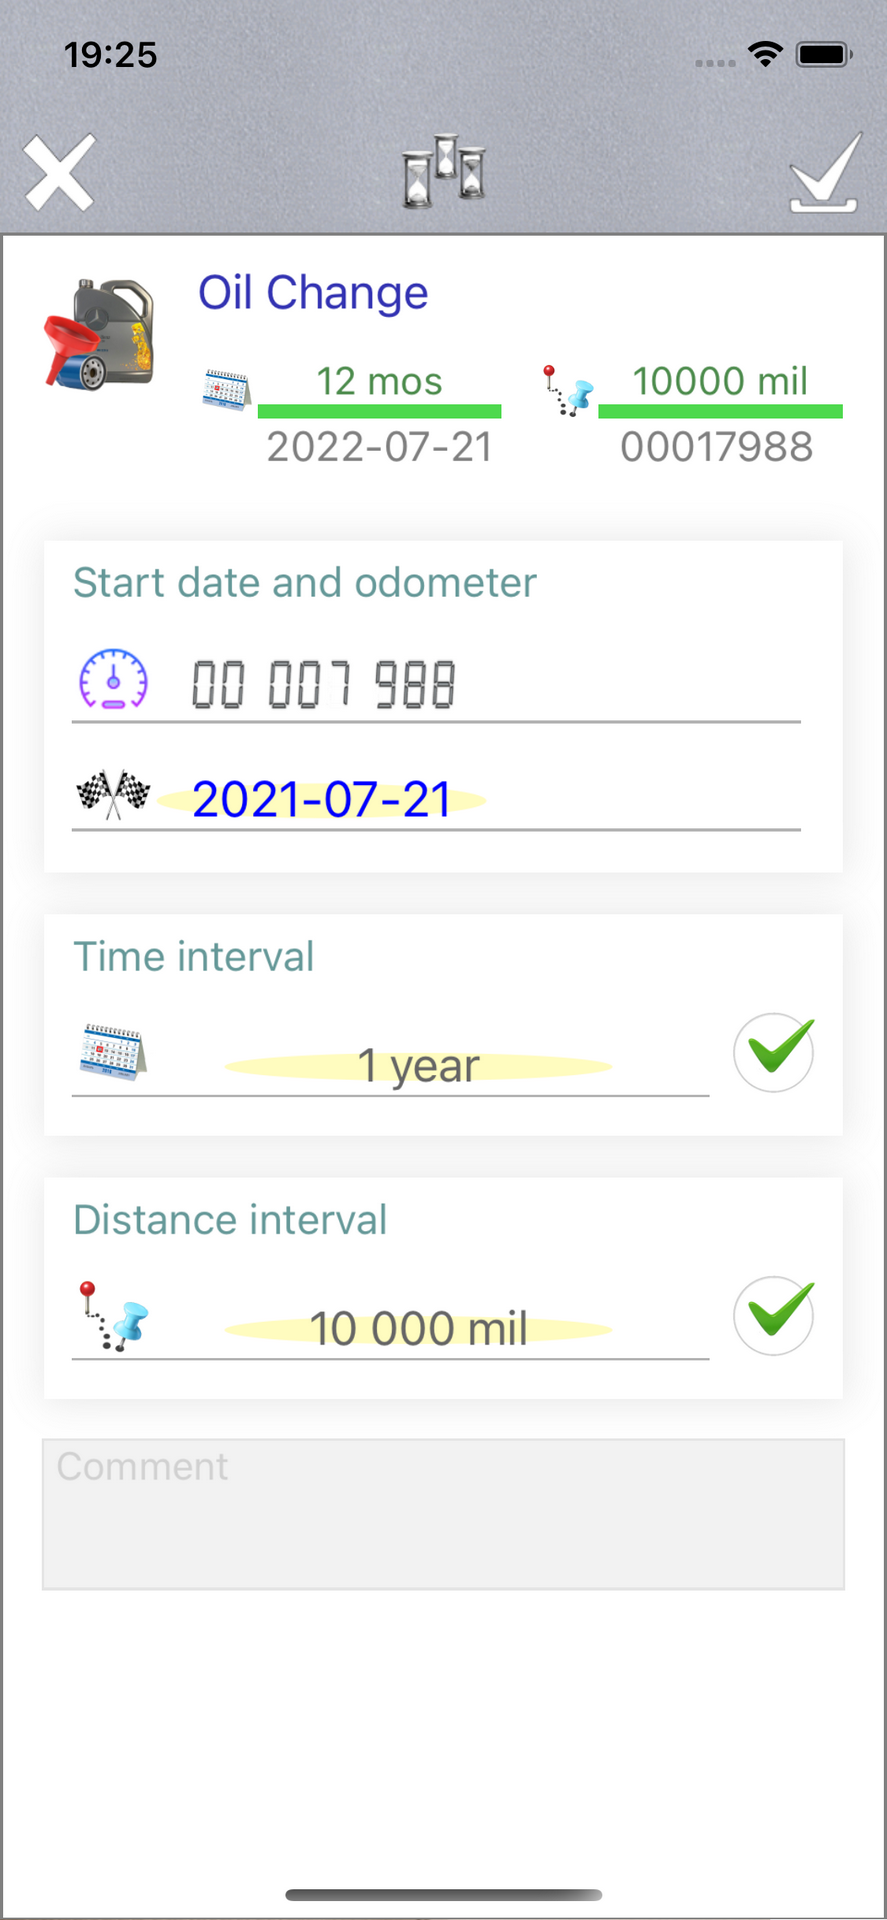 19:25
Oil Change
12 mos
10000 mil
2022-07-21
00017988
Start date and odometer
00 007 988
2021-07-21
Time interval
1 year
Distance interval
10 000 mil
Comment